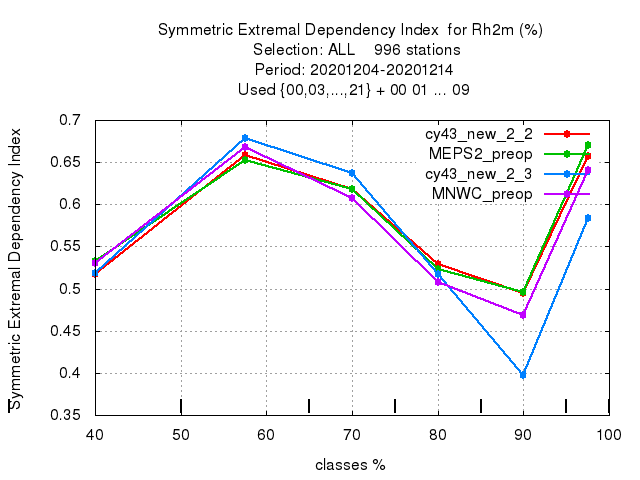 Symmetric Extremal Dependency Index  for Rh2m (%)
Selection: ALL    996 stations
Period: 20201204-20201214
Used {00,03,...,21} + 00 01 ... 09
Symmetric Extremal Dependency Index
0.7
0.65
0.6
0.55
0.5
0.45
0.4
0.35
cy43_new_2_2
MEPS2_preop
cy43_new_2_3
MNWC_preop
40 50 60 70 80 90 100
classes %